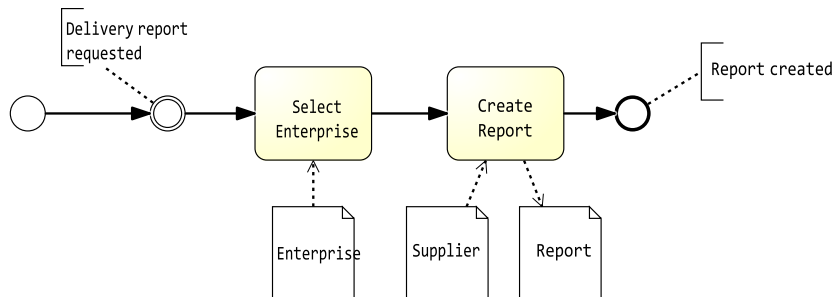 Delivery report
requested
Report created
Select
Enterprise
Create
Report
Enterprise
Supplier
Report